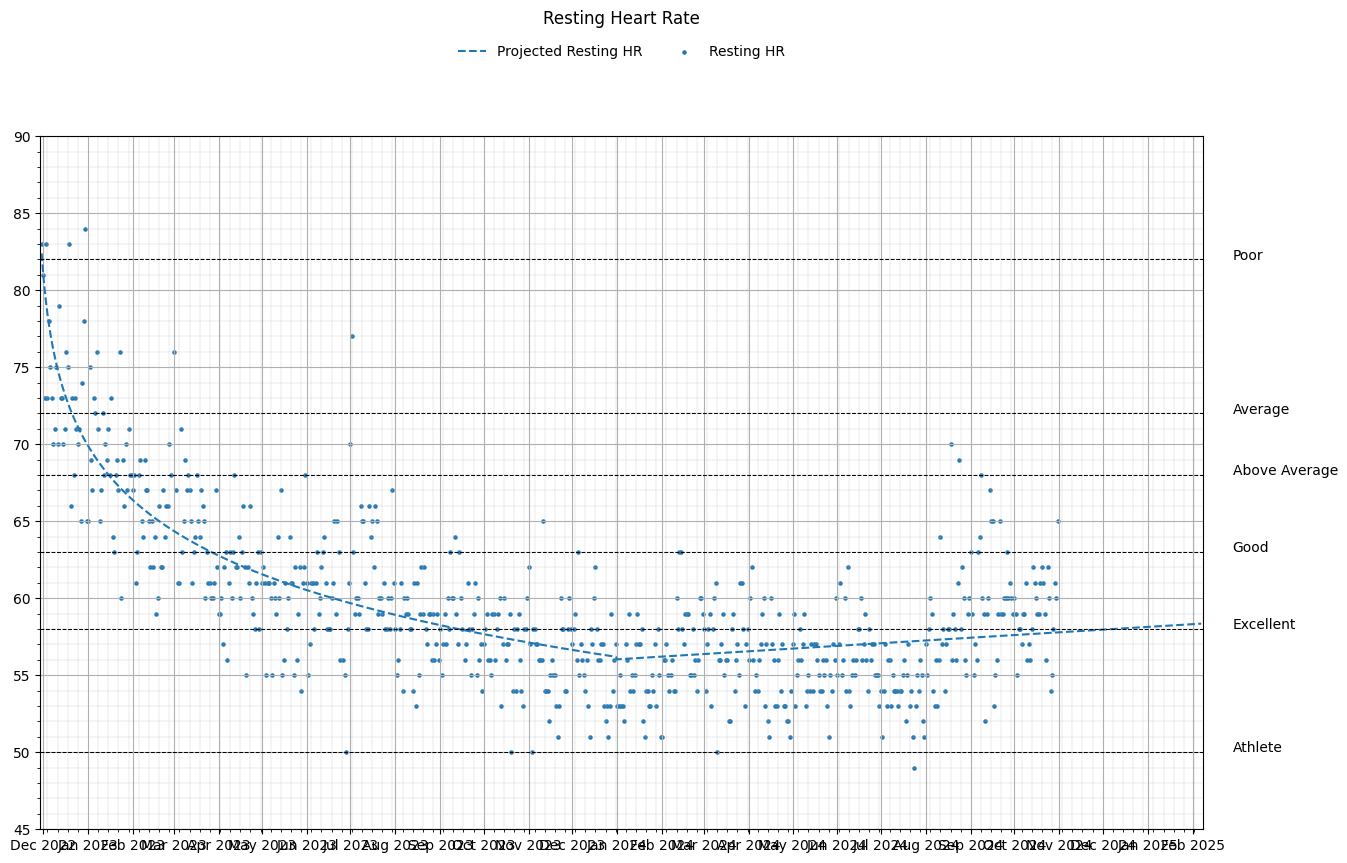 Resting Heart Rate
Projected Resting HR
Resting HR
90
85
80
75
70
65
60
55
50
45
Poor
Average
Above Average
Good
Excellent
Athlete
Dec 2022 Jan 2023 Feb 2023 Mar 2023 Apr 2023 May 2023 Jun 2023 Jul 2023 Aug 2023 Sep 2023 Oct 2023 Nov 2023 Dec 2023 Jan 2024 Feb 2024 Mar 2024 Apr 2024 May 2024 Jun 2024 Jul 2024 Aug 2024 Sep 2024 Oct 2024 Nov 2024 Dec 2024 Jan 2025 Feb 2025